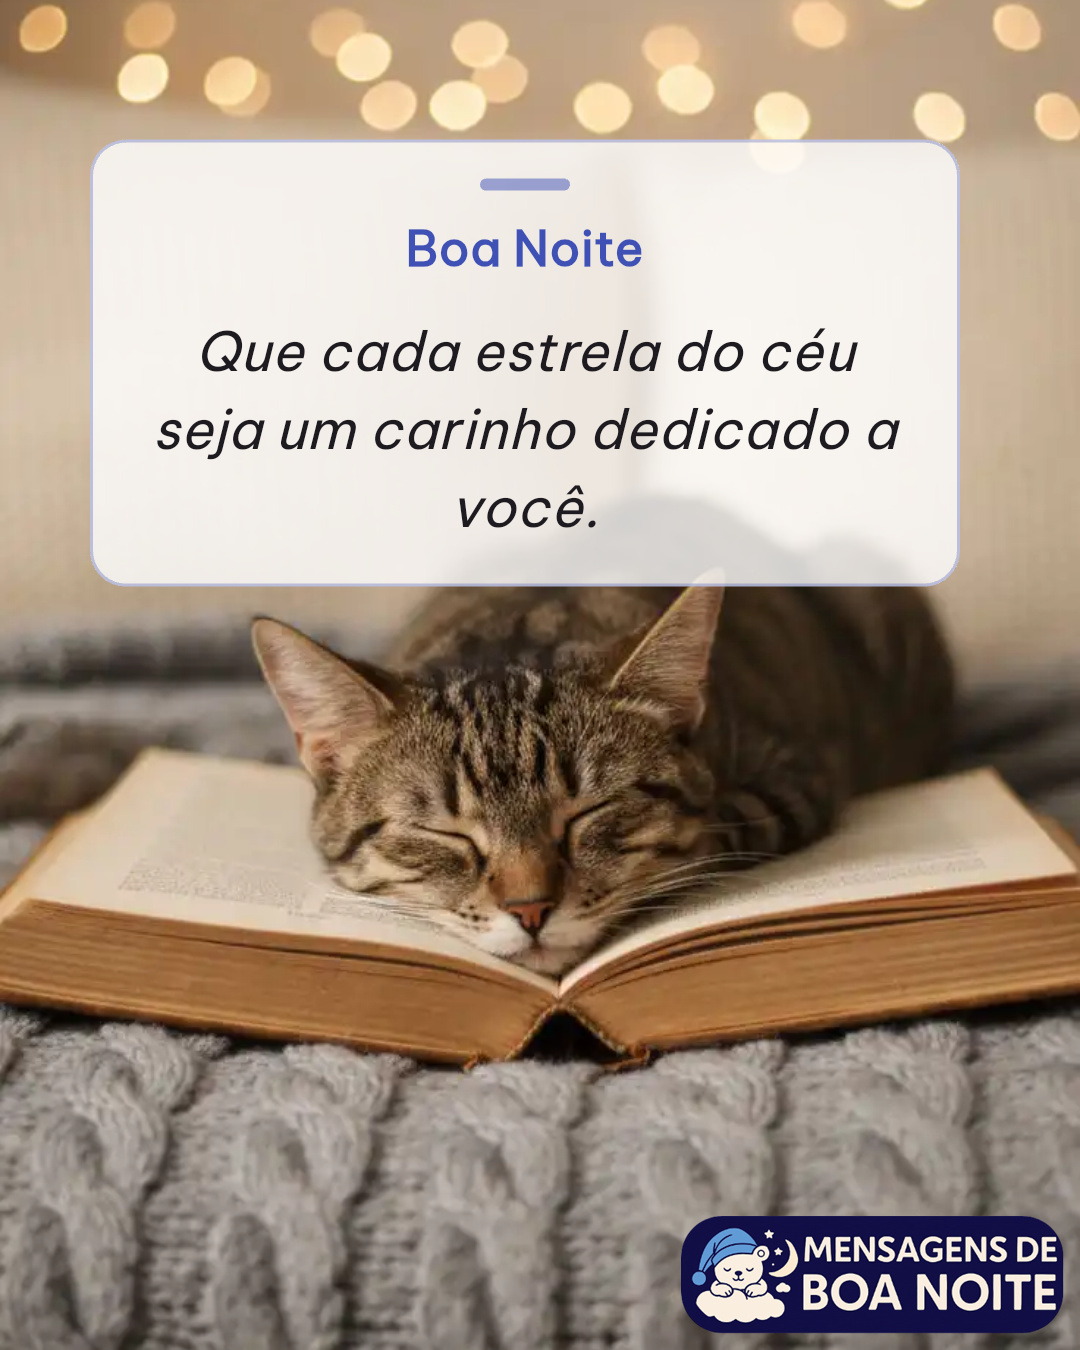 Boa Noite
Que cada estrela do céu
seja um carinho dedicado a
você.
MENSAGENS DE
BOA NOITE